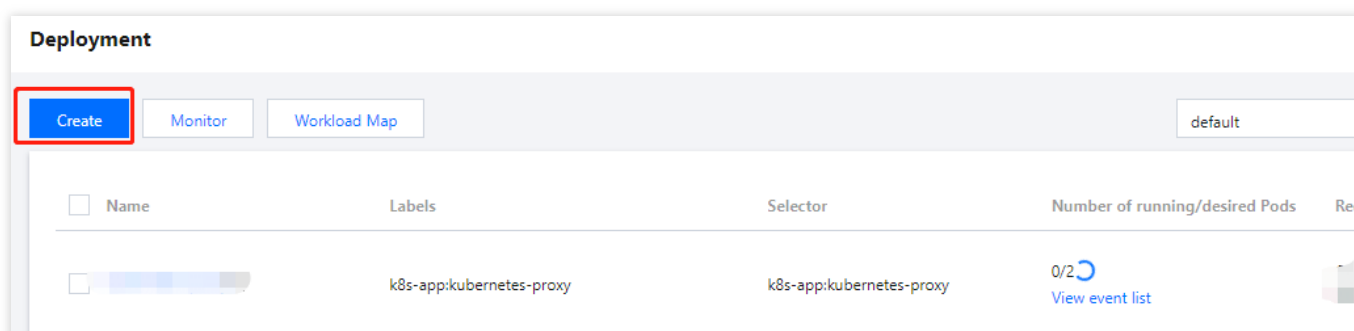 Deployment
Create Monitor Workload Map default
Name Labels Selector Number of running/desired Pods Re
k8s-app:kubernetes-proxy k8s-app:kubernetes-proxy 0/2
View event list